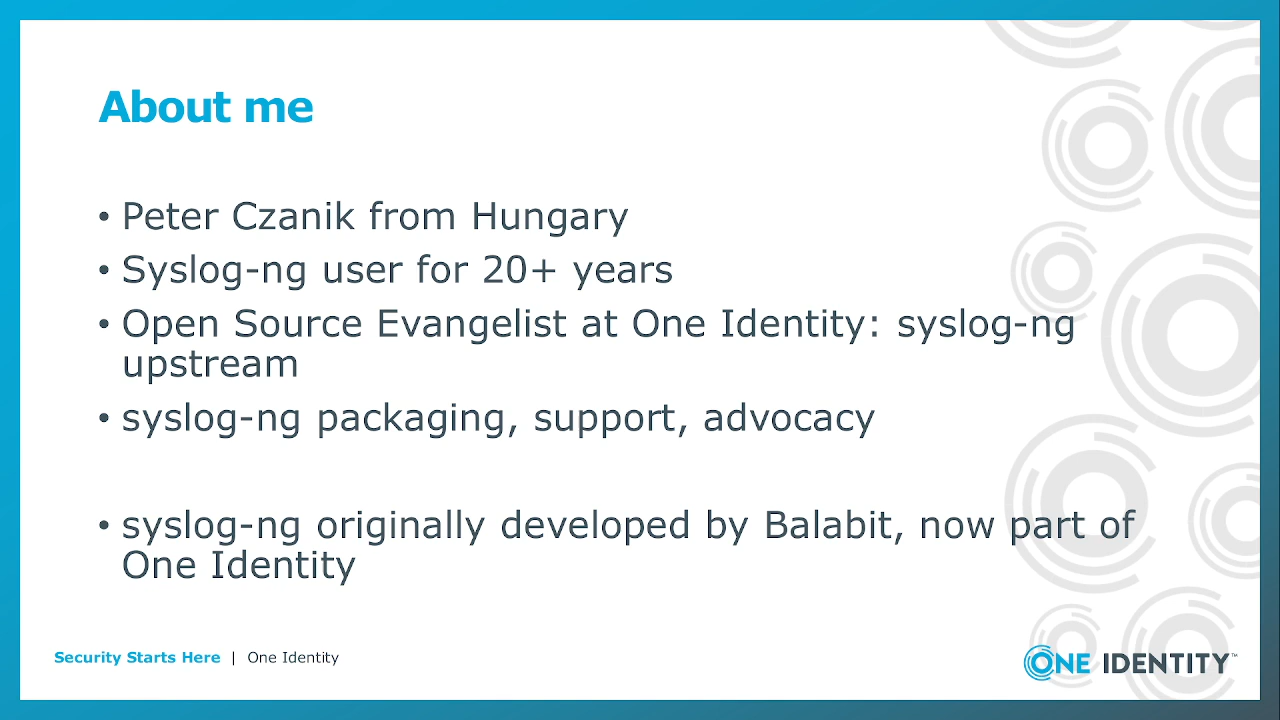 About me
• Peter Czanik from Hungary
• Syslog-ng user for 20+ years
• Open Source Evangelist at One Identity: syslog-ng
upstream
• syslog-ng packaging, support, advocacy
• syslog-ng originally developed by Balabit, now part of
One Identity
Security Starts Here | One Identity
ONE IDENTITY™